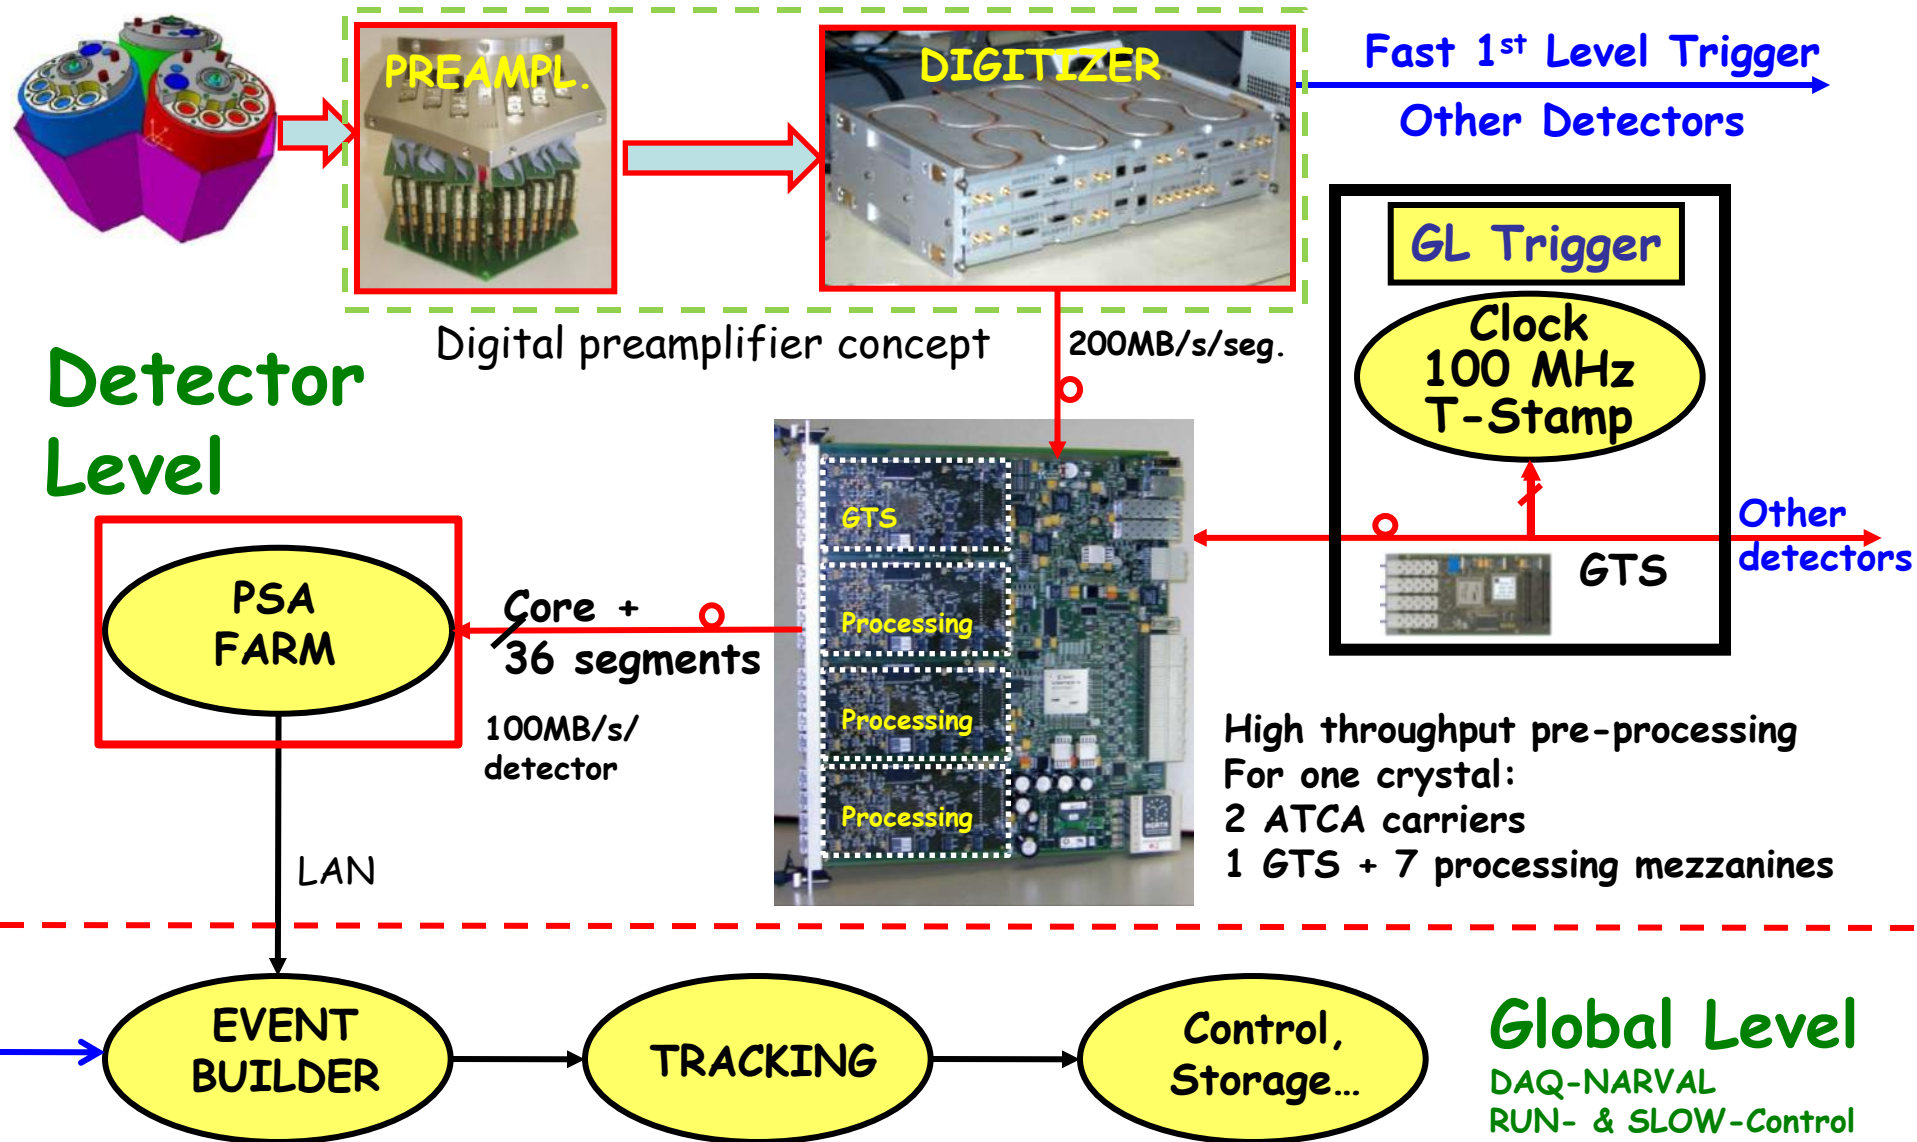 PREAMPL.
DIGITIZER
Fast 1st Level Trigger
Other Detectors
GL Trigger
Clock
100 MHz
T-Stamp
Digital preamplifier concept
200MB/s/seg.
Detector
Level
GTS
Other
detectors
GTS
PSA
FARM
Core +
36 segments
Processing
100MB/s/
detector
Processing
Processing
High throughput pre-processing
For one crystal:
2 ATCA carriers
1 GTS + 7 processing mezzanines
LAN
EVENT
BUILDER
TRACKING
Control,
Storage…
Global Level
DAQ-NARVAL
RUN- & SLOW-Control